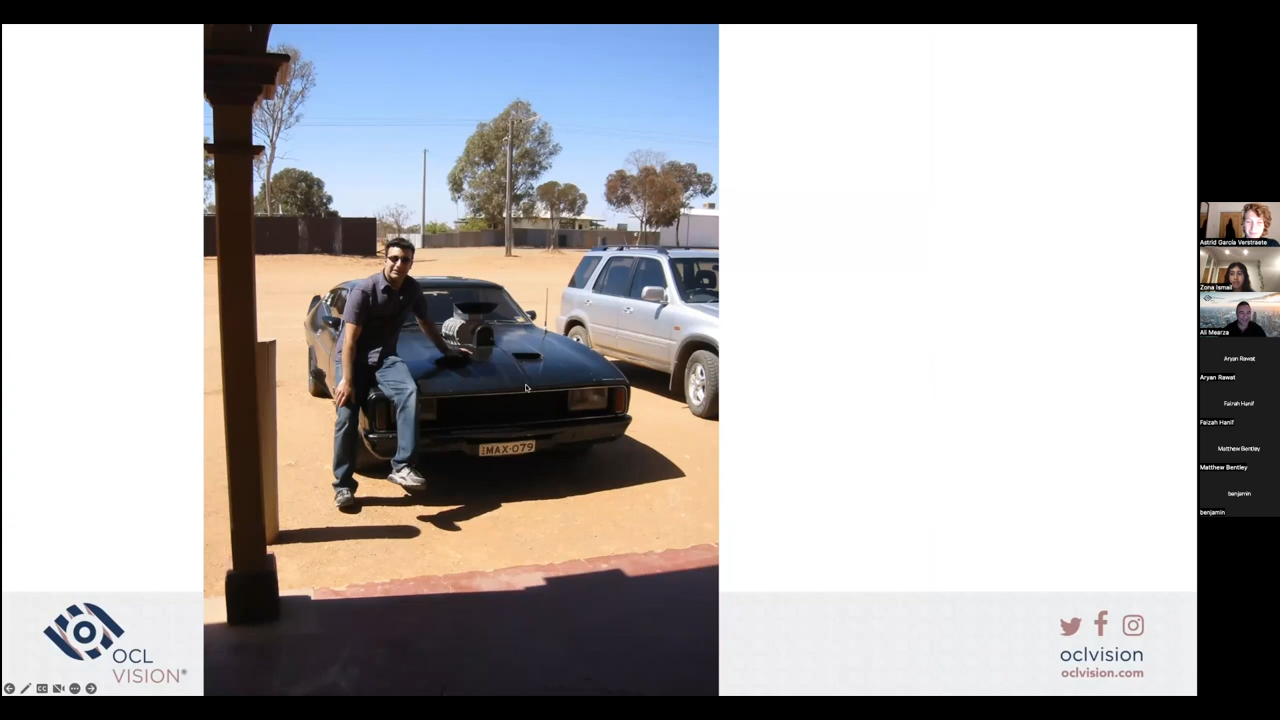 MAX·079
OCL
VISION®
oclvision
oclvision.com
Astrid García Verstraete
Zona Ismail
Ali Mearza
Aryan Rawat
Aryan Rawat
Faizah Hanif
Faizah Hanif
Matthew Bentley
Matthew Bentley
benjamin
benjamin